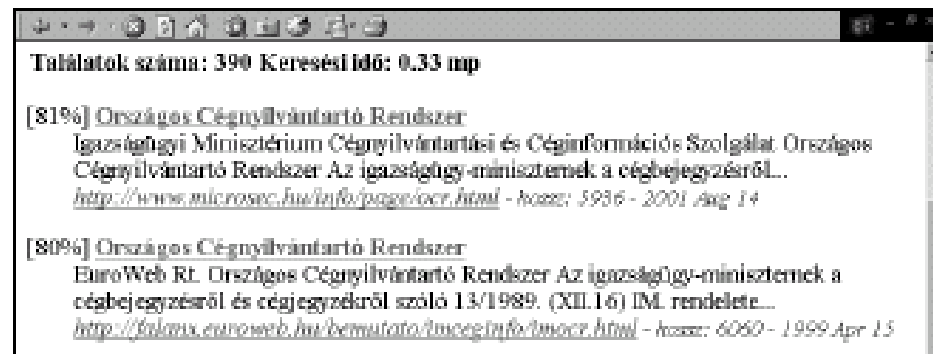 Találatok száma: 390 Keresési idő: 0.33 mp
[81%] Országos Cégnyilvántartó Rendszer
Igazságügyi Minisztérium Cégnyilvántartási és Céginformációs Szolgálat Országos
Cégnyilvántartó Rendszer Az igazságügy-miniszternek a cégbejegyzésről...
http://www.microsec.hu/info/page/ocr.html - hossz: 5936 - 2001 Aug 14
[80%] Országos Cégnyilvántartó Rendszer
EuroWeb Rt. Országos Cégnyilvántartó Rendszer Az igazságügy-miniszternek a
cégbejegyzésről és cégjegyzékről szóló 13/1989. (XII.16) IM. rendelete...
http://falanx.euroweb.hu/bemutato/imceginfo/imocr.html - hossz: 6060 - 1999 Apr 15